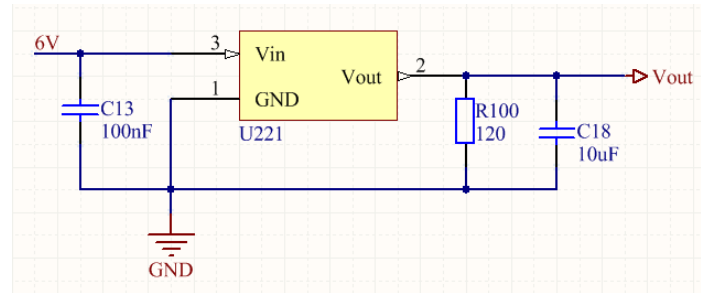 6V
3
Vin
Vout
2
Vout
1
GND
C13
100nF
U221
R100
120
C18
10uF
GND